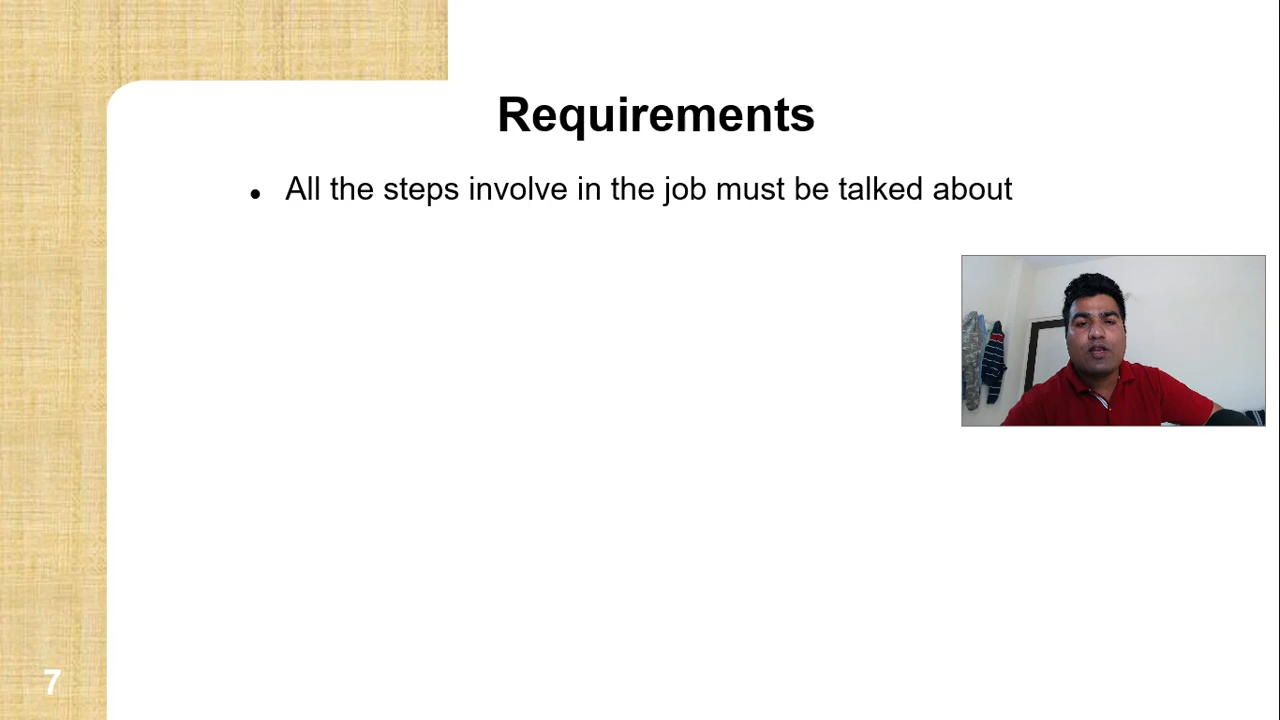 Requirements
• All the steps involve in the job must be talked about
7